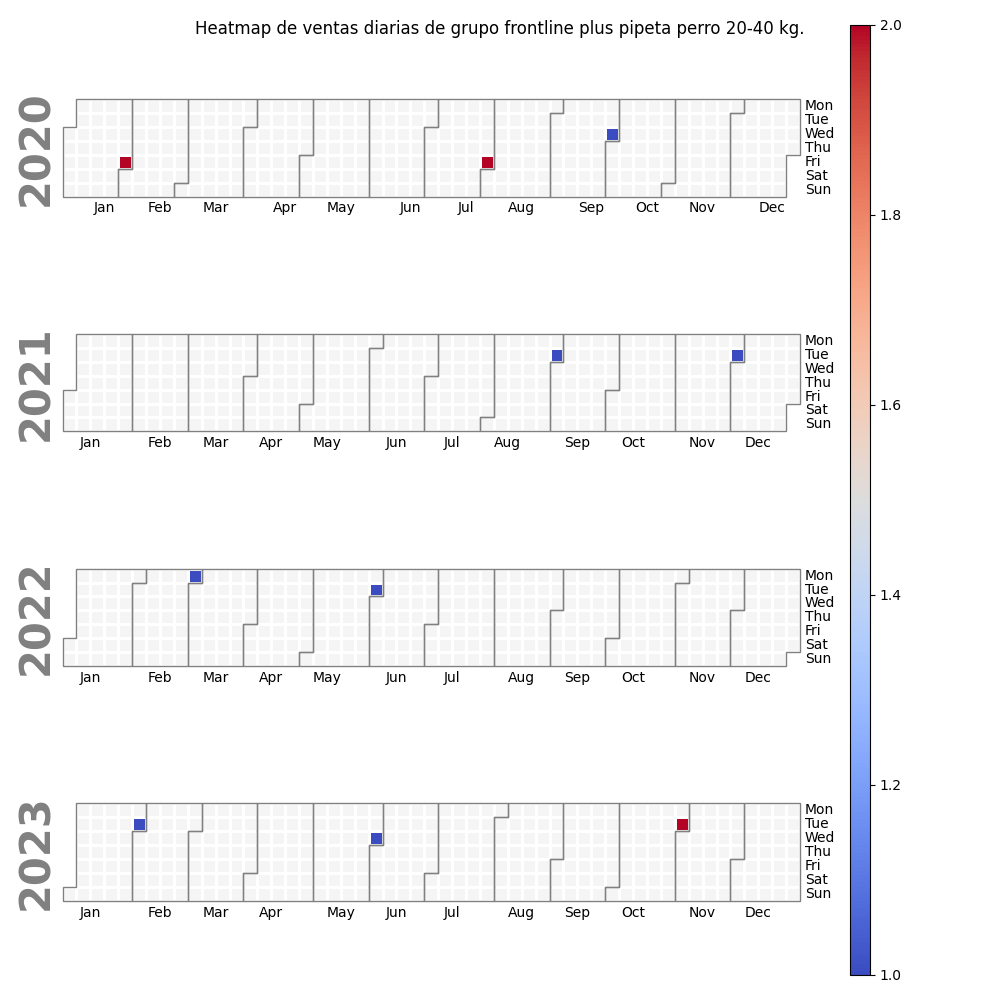 Heatmap de ventas diarias de grupo frontline plus pipeta perro 20-40 kg.
2020
Mon
Tue
Wed
Thu
Fri
Sat
Sun
Jan Feb Mar Apr May Jun Jul Aug Sep Oct Nov Dec
2021
Mon
Tue
Wed
Thu
Fri
Sat
Sun
Jan Feb Mar Apr May Jun Jul Aug Sep Oct Nov Dec
2022
Mon
Tue
Wed
Thu
Fri
Sat
Sun
Jan Feb Mar Apr May Jun Jul Aug Sep Oct Nov Dec
2023
Mon
Tue
Wed
Thu
Fri
Sat
Sun
Jan Feb Mar Apr May Jun Jul Aug Sep Oct Nov Dec
2.0
1.8
1.6
1.4
1.2
1.0